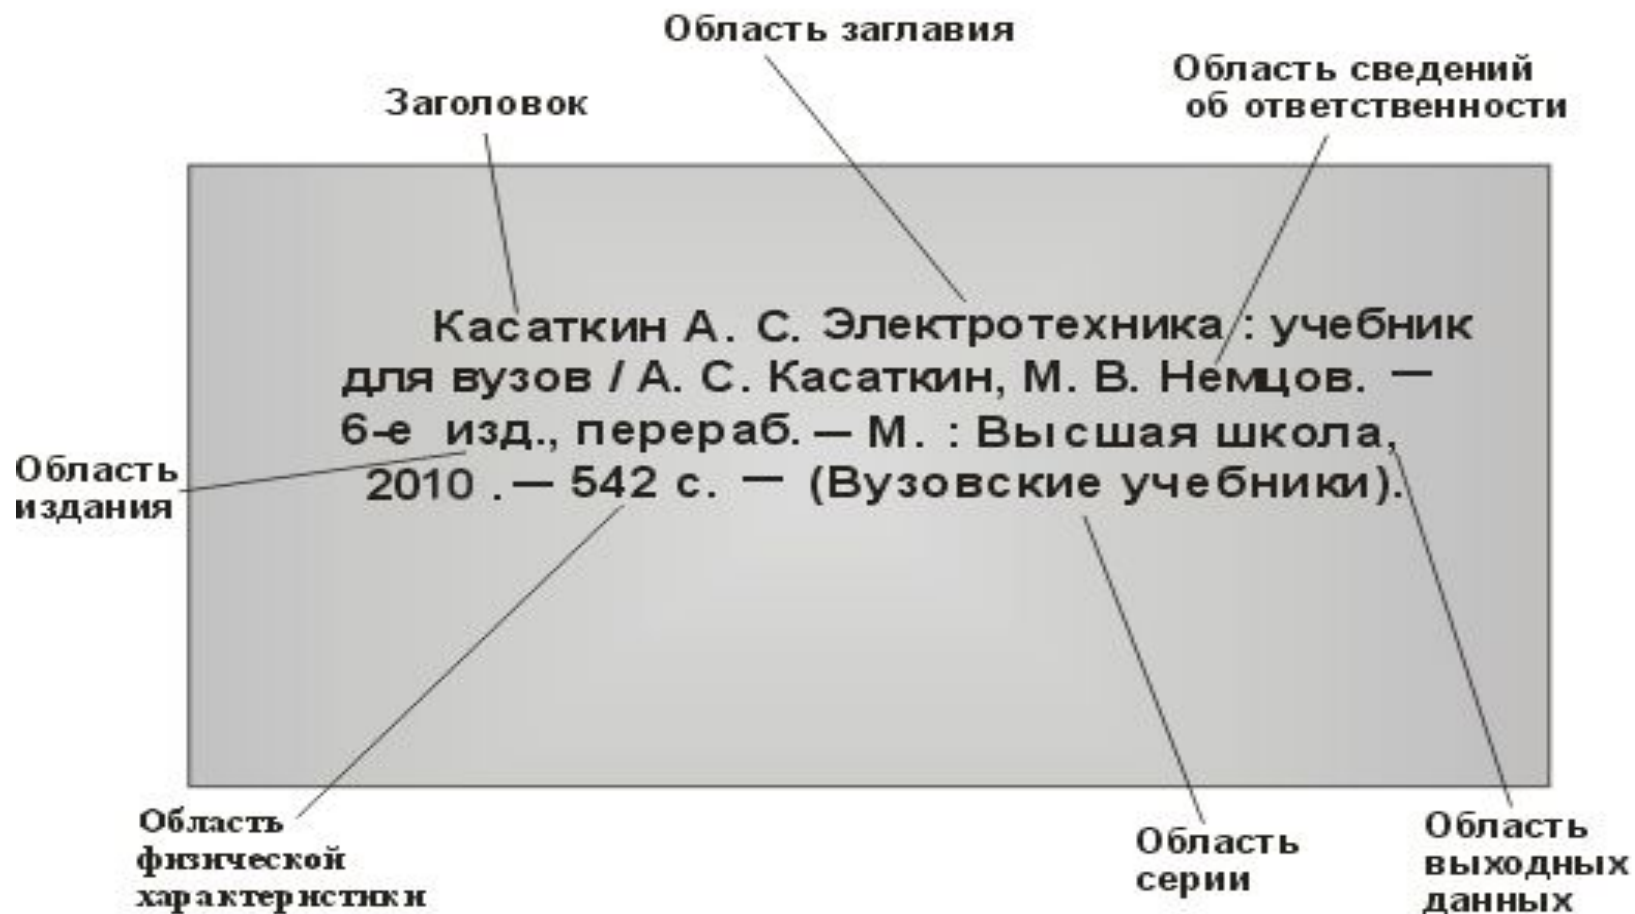 Область заглавия
Область сведений
об ответственности
Заголовок
Касаткин А. С. Электротехника : учебник
для вузов / А. С. Касаткин, М. В. Немцов. —
6-е изд., перераб. — М. : Высшая школа,
2010 . — 542 с. — (Вузовские учебники).
Область
издания
Область
физической
характеристики
Область
серии
Область
выходных
данных